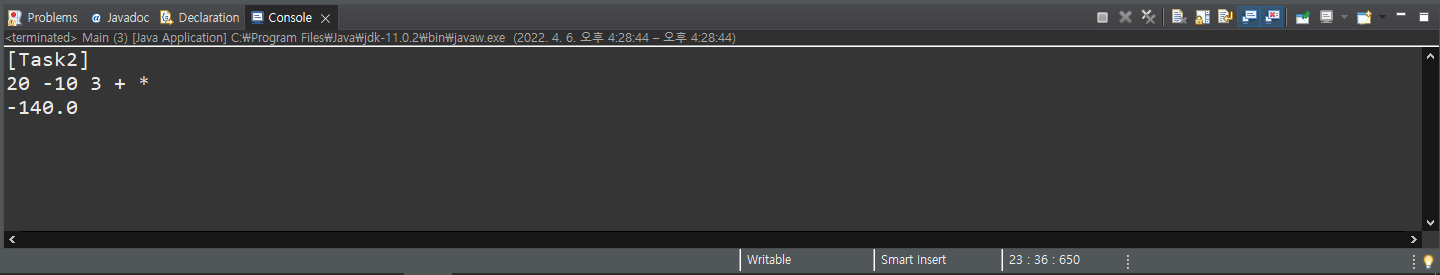 Problems @ Javadoc Declaration Console
<terminated> Main (3) [Java Application] C:₩Program Files₩Java₩jdk-11.0.2₩bin₩javaw.exe (2022. 4. 6. 오후 4:28:44 – 오후 4:28:44)
[Task2]
20 -10 3 + *
-140.0
Writable Smart Insert 23 : 36 : 650